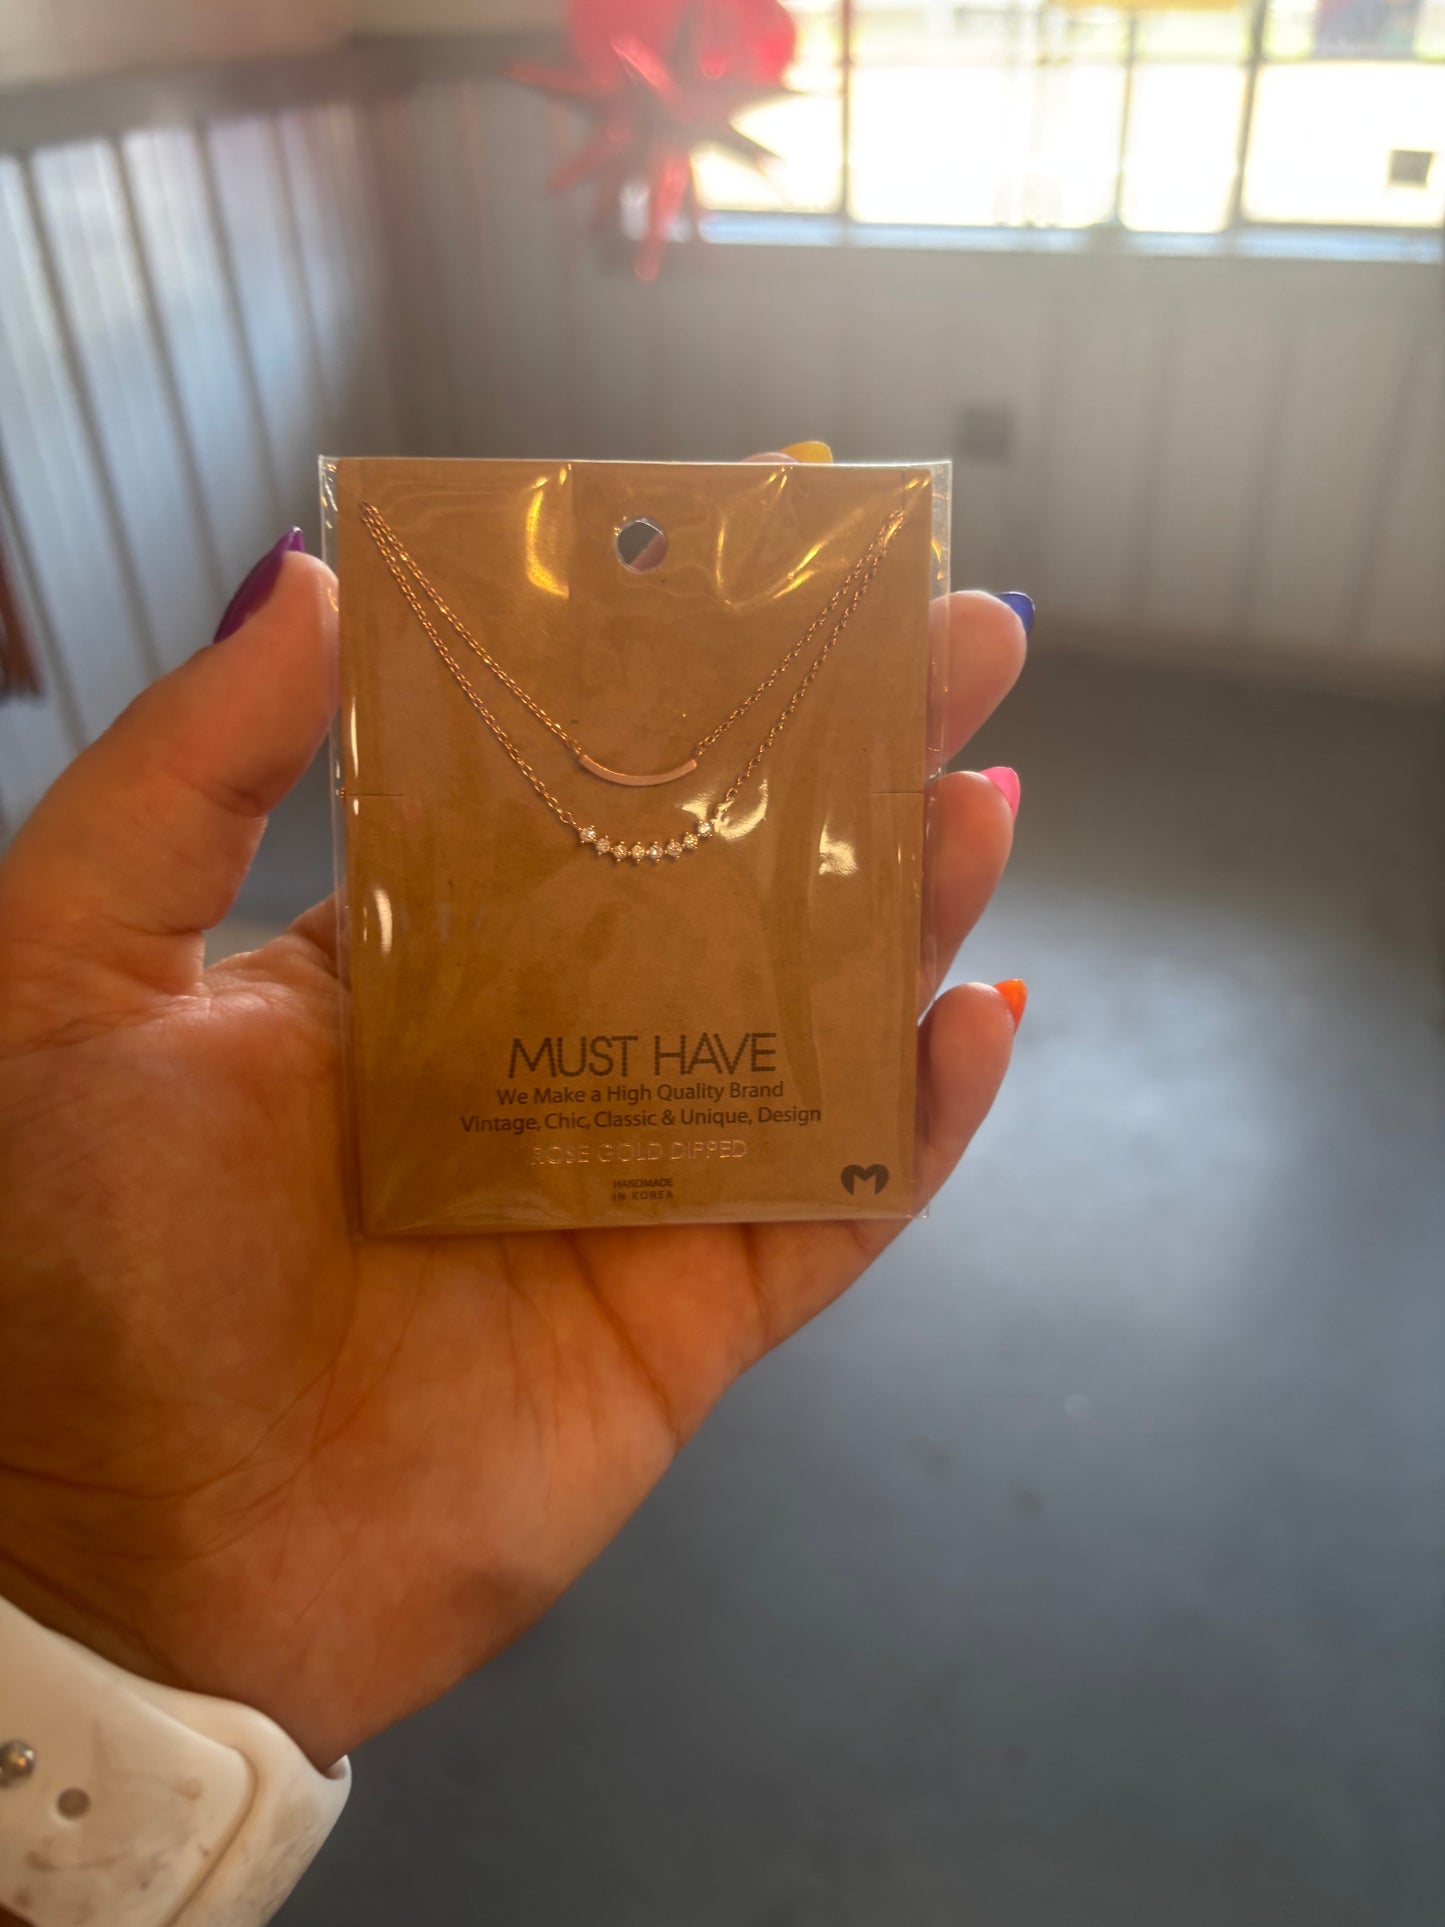 MUST HAVE
We Make a High Quality Brand
Vintage, Chic, Classic & Unique, Design
ROSE GOLD DIPPED
HANDMADE
IN KOREA
M